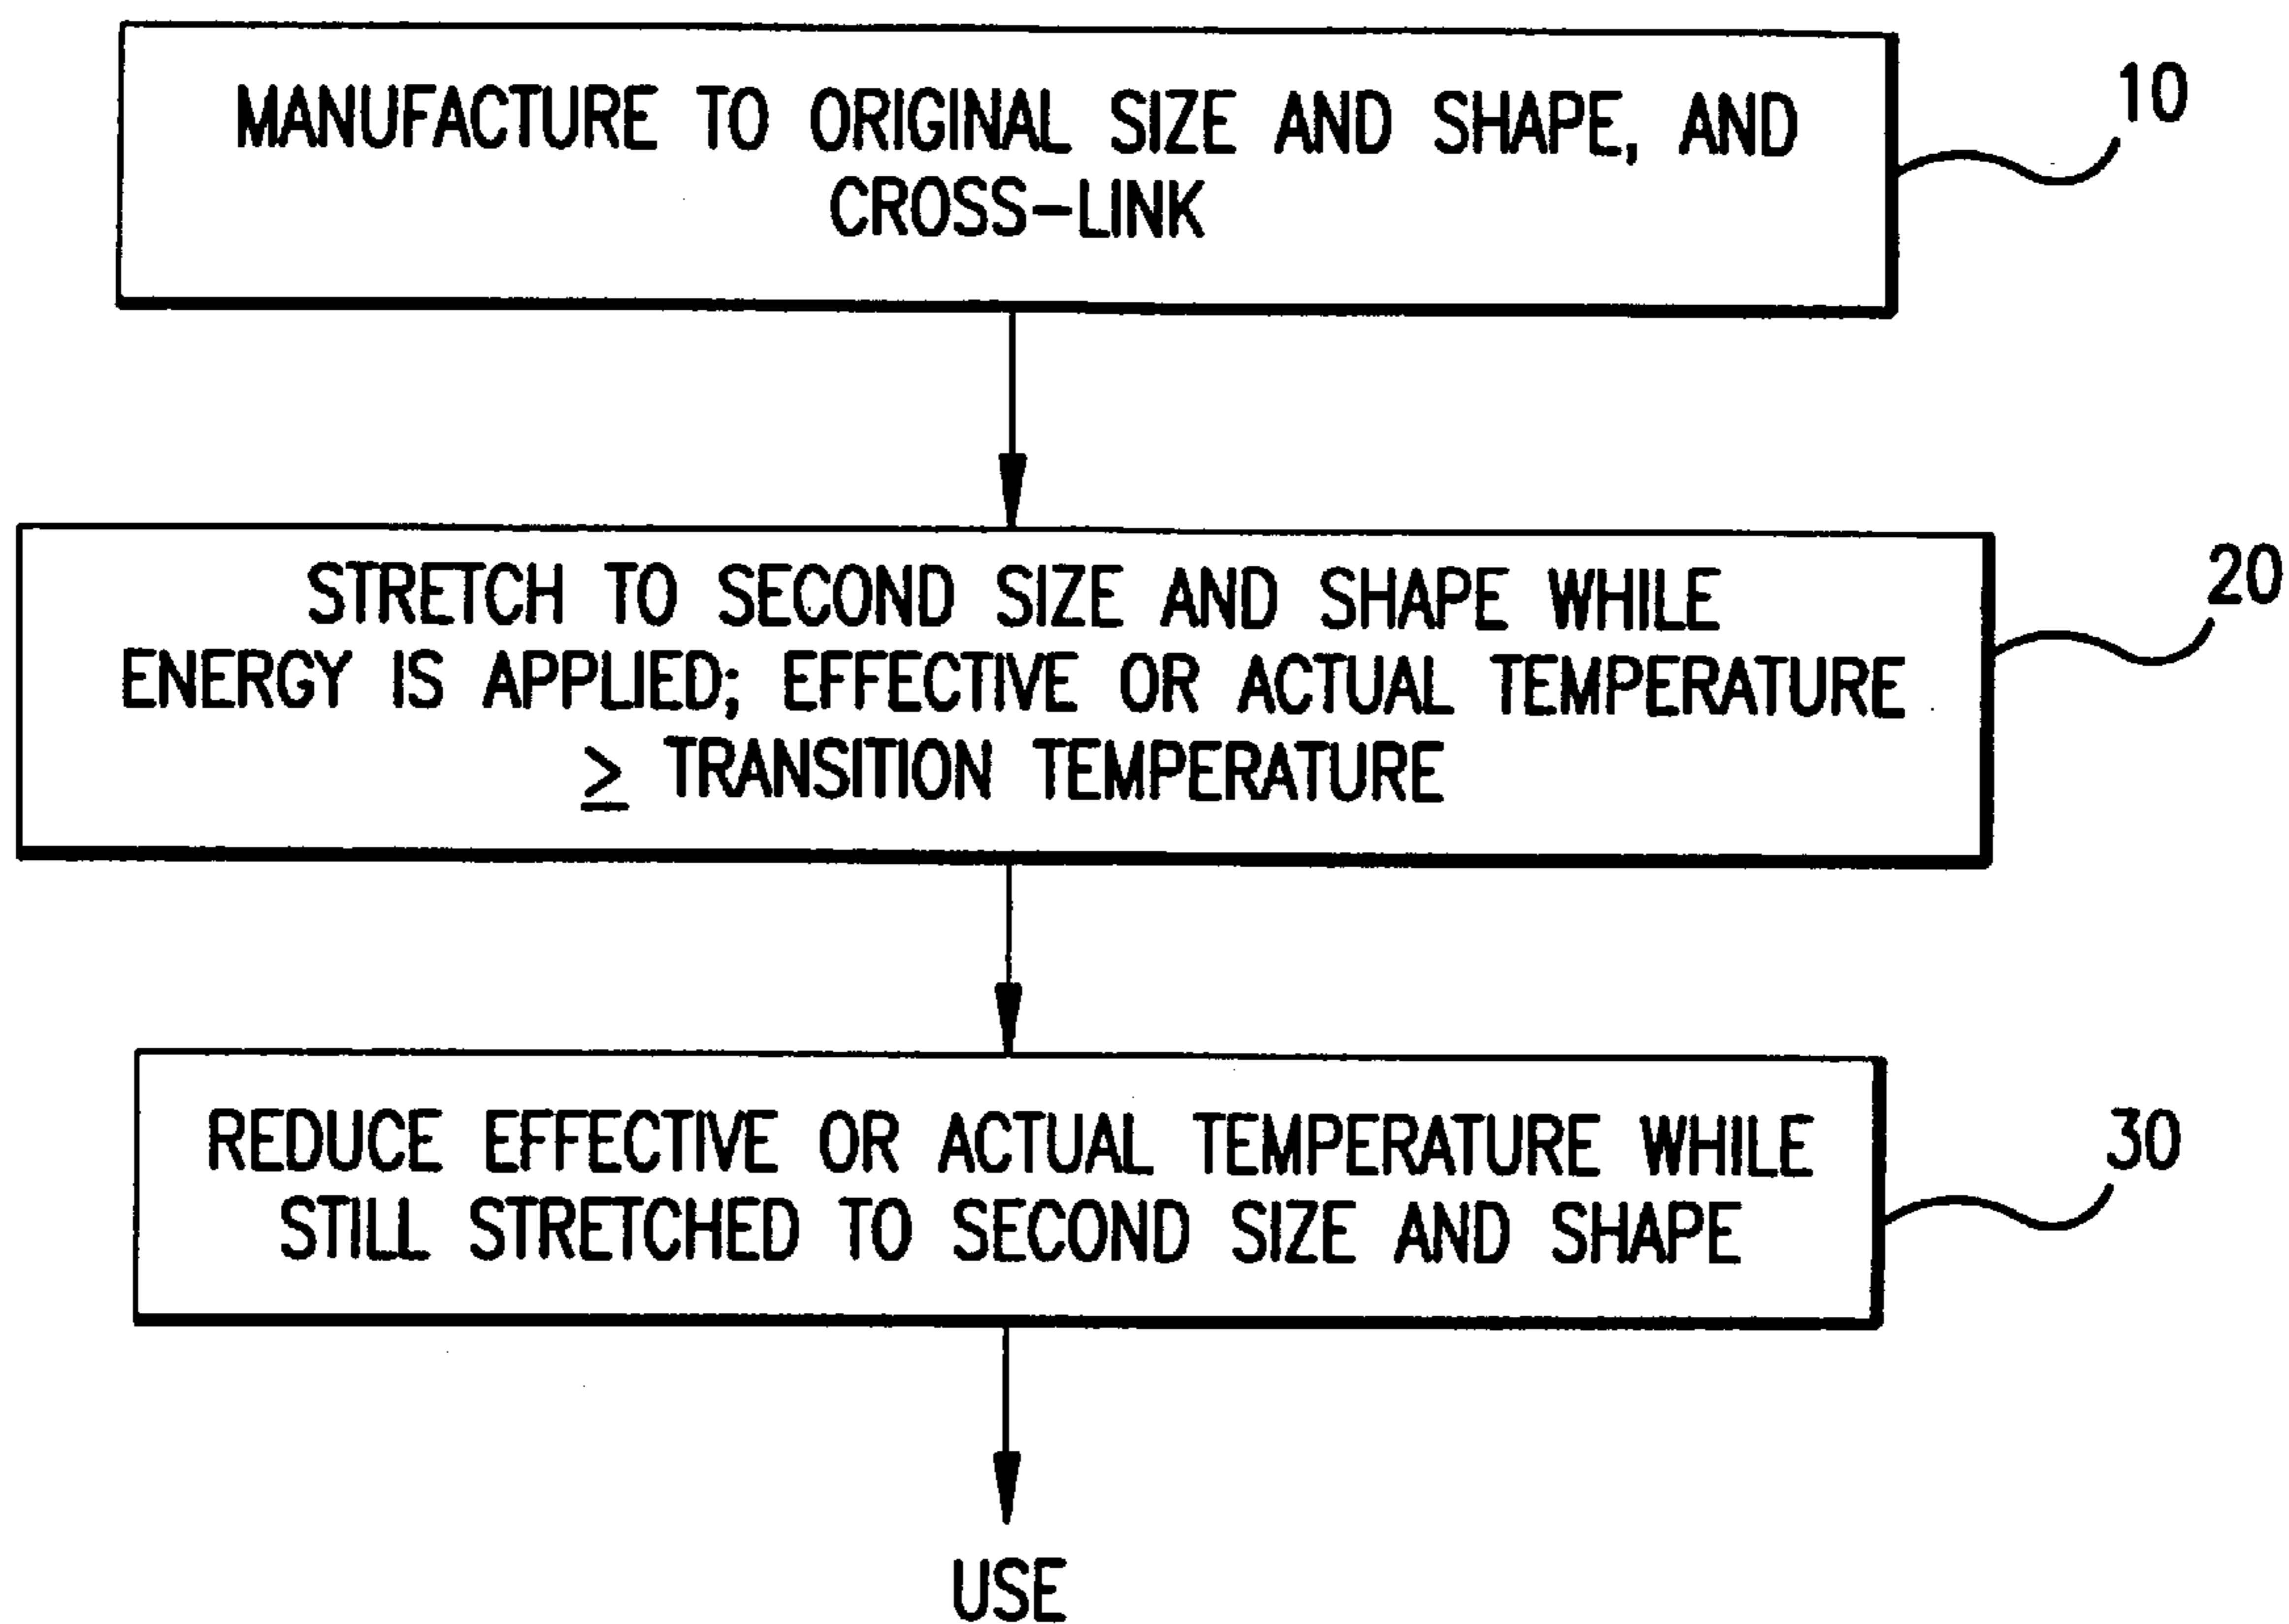 MANUFACTURE TO ORIGINAL SIZE AND SHAPE, AND
CROSS-LINK
10
STRETCH TO SECOND SIZE AND SHAPE WHILE
ENERGY IS APPLIED; EFFECTIVE OR ACTUAL TEMPERATURE
≥ TRANSITION TEMPERATURE
20
REDUCE EFFECTIVE OR ACTUAL TEMPERATURE WHILE
STILL STRETCHED TO SECOND SIZE AND SHAPE
30
USE